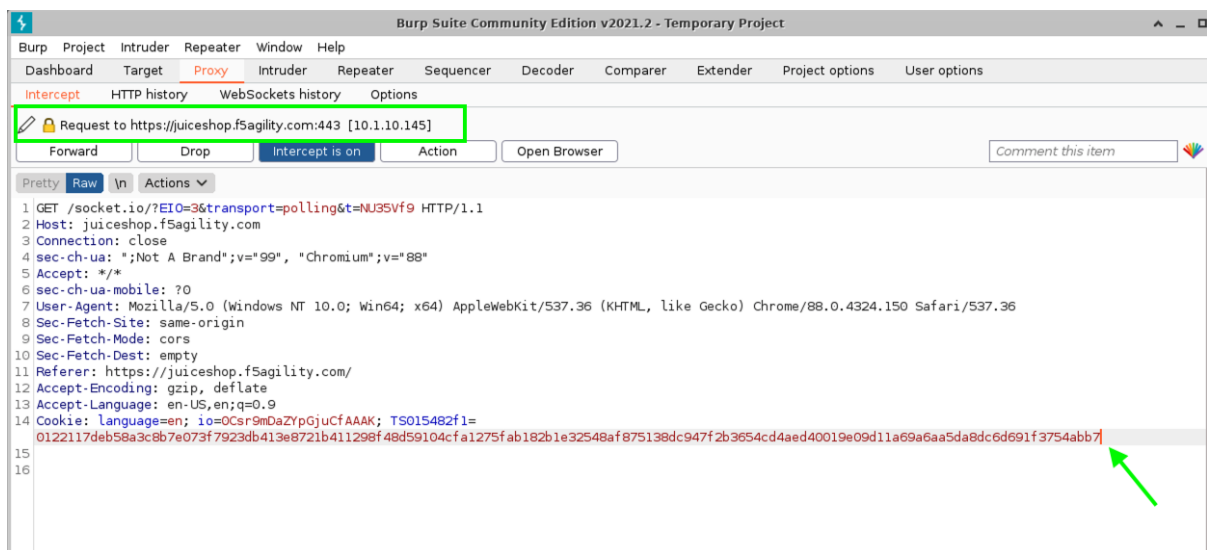 Burp Suite Community Edition v2021.2 - Temporary Project
Burp Project Intruder Repeater Window Help
Dashboard Target Proxy Intruder Repeater Sequencer Decoder Comparer Extender Project options User options
Intercept HTTP history WebSockets history Options
Request to https://juiceshop.f5agility.com:443 [10.1.10.145]
Forward Drop Intercept is on Action Open Browser Comment this item
Pretty Raw \n Actions
1 GET /socket.io/?EIO=3&transport=polling&t=NU35Vf9 HTTP/1.1
2 Host: juiceshop.f5agility.com
3 Connection: close
4 sec-ch-ua: ";Not A Brand";v="99", "Chromium";v="88"
5 Accept: */*
6 sec-ch-ua-mobile: ?0
7 User-Agent: Mozilla/5.0 (Windows NT 10.0; Win64; x64) AppleWebKit/537.36 (KHTML, like Gecko) Chrome/88.0.4324.150 Safari/537.36
8 Sec-Fetch-Site: same-origin
9 Sec-Fetch-Mode: cors
10 Sec-Fetch-Dest: empty
11 Referer: https://juiceshop.f5agility.com/
12 Accept-Encoding: gzip, deflate
13 Accept-Language: en-US,en;q=0.9
14 Cookie: language=en; io=OCsr9mDaZYpGjuCfAAAK; TS015482f1=
0122117deb58a3c8b7e073f7923db413e8721b411298f48d59104cfa1275fab182b1e32548af875138dc947f2b3654cd4aed40019e09d11a69a6aa5da8dc6d691f3754abb7
15
16